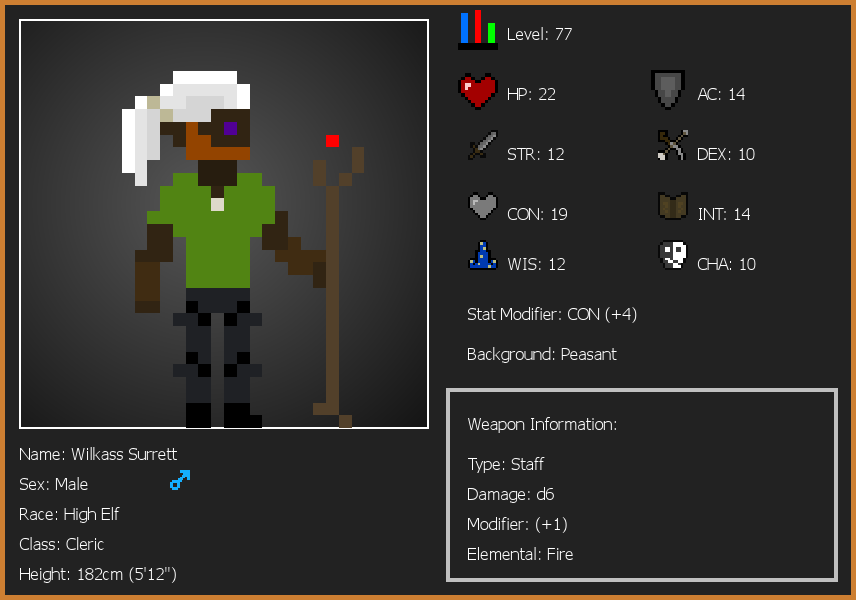 Level: 77
HP: 22
AC: 14
STR: 12
DEX: 10
CON: 19
INT: 14
WIS: 12
CHA: 10
Stat Modifier: CON (+4)
Background: Peasant
Weapon Information:
Type: Staff
Damage: d6
Modifier: (+1)
Elemental: Fire
Name: Wilkass Surrett
Sex: Male
Race: High Elf
Class: Cleric
Height: 182cm (5'12")